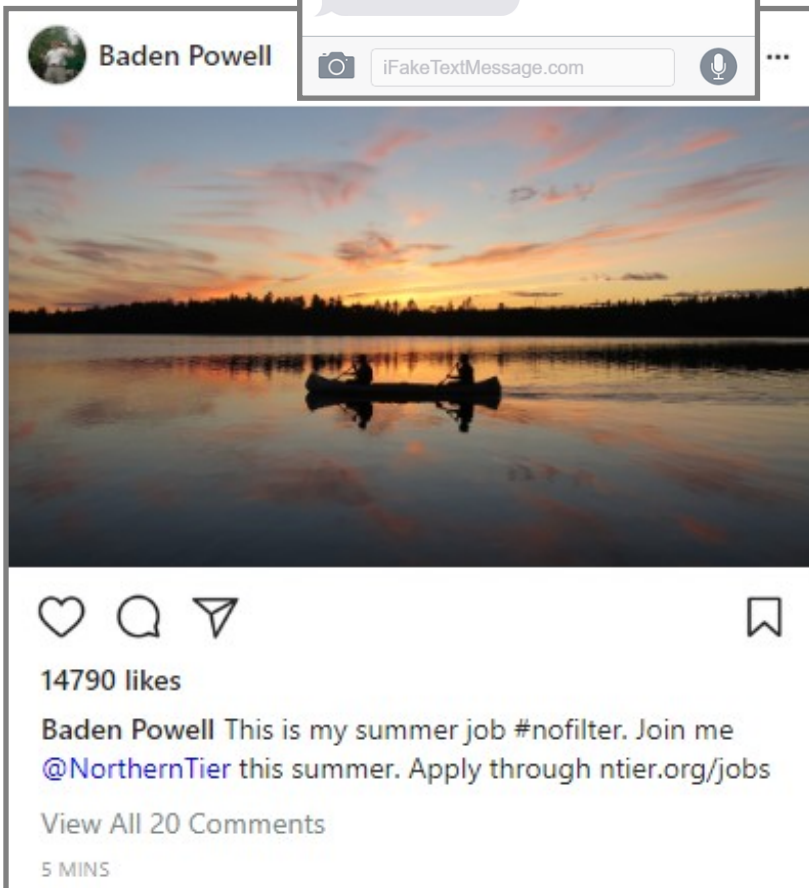 Baden Powell
iFakeTextMessage.com
14790 likes
Baden Powell This is my summer job #nofilter. Join me
@NorthernTier this summer. Apply through ntier.org/jobs
View All 20 Comments
5 MINS